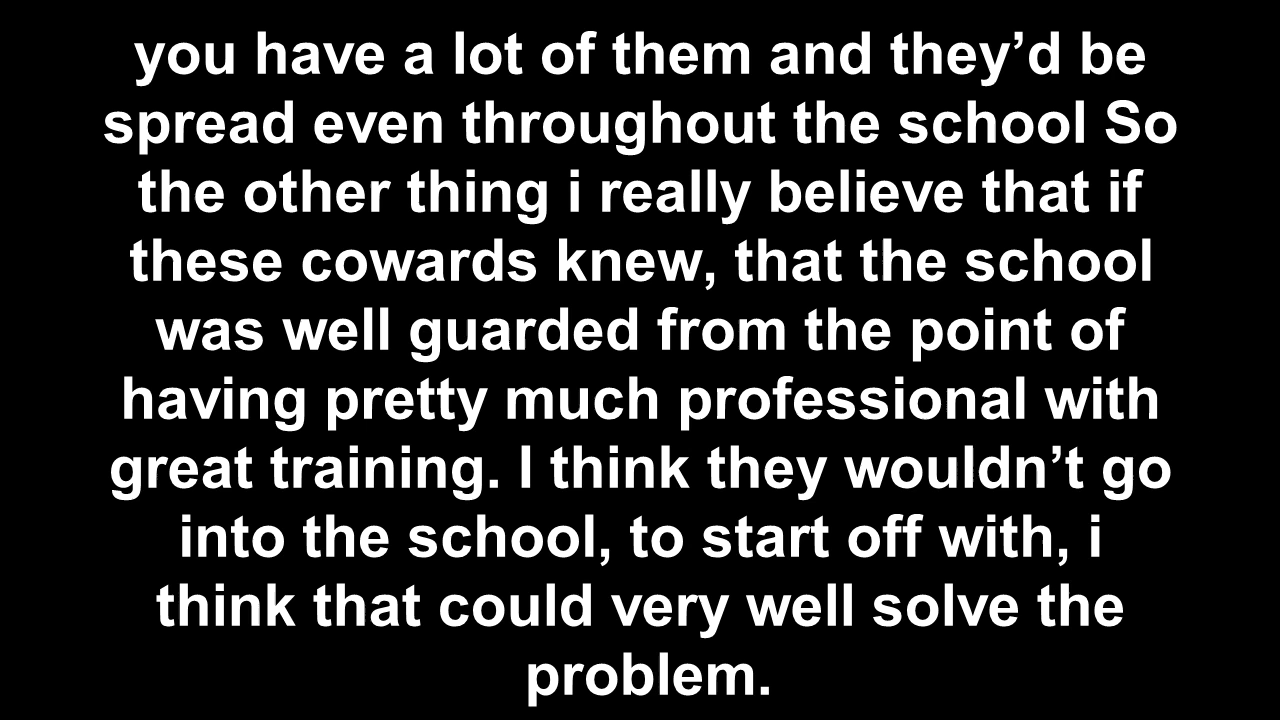 you have a lot of them and they’d be
spread even throughout the school So
the other thing i really believe that if
these cowards knew, that the school
was well guarded from the point of
having pretty much professional with
great training. I think they wouldn’t go
into the school, to start off with, i
think that could very well solve the
problem.